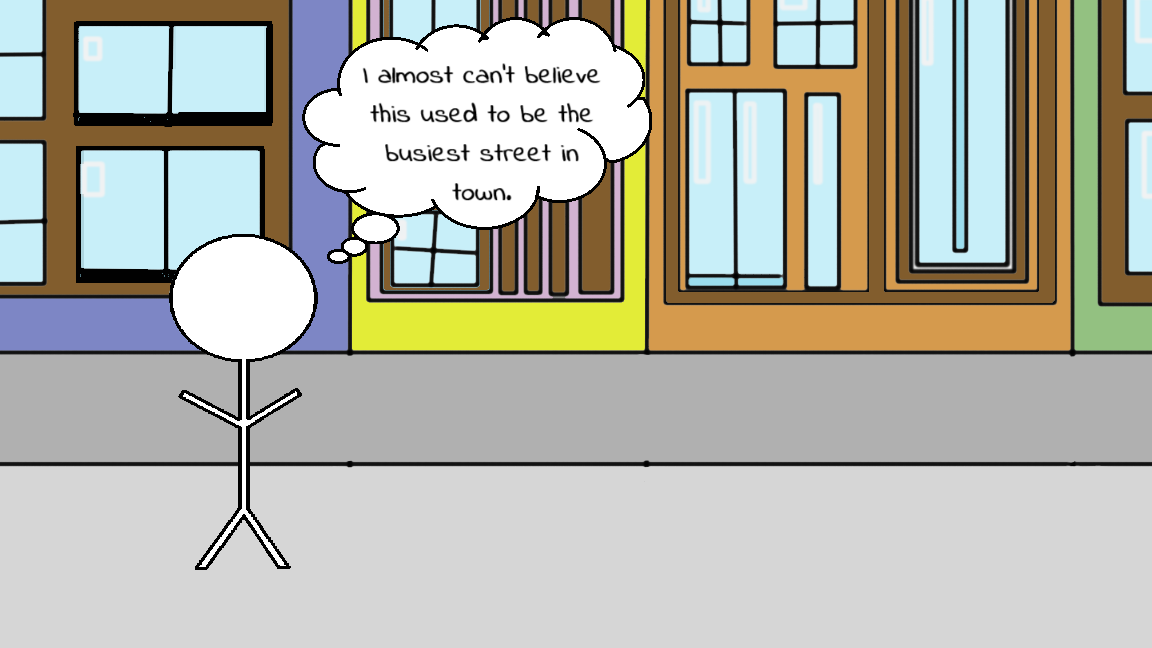 I almost can't believe
this used to be the
busiest street in
town.